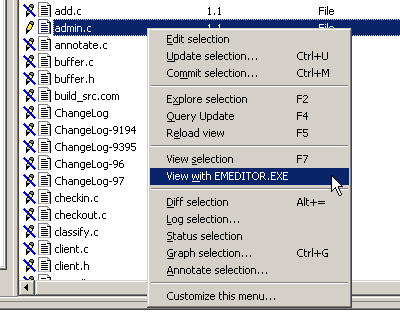 add.c 1.1 File
admin.c 1.1 File
annotate.c
buffer.c
buffer.h
build_src.com
ChangeLog
ChangeLog-9194
ChangeLog-9395
ChangeLog-96
ChangeLog-97
checkin.c
checkout.c
classify.c
client.c
client.h
Edit selection
Update selection... Ctrl+U
Commit selection... Ctrl+M
Explore selection F2
Query Update F4
Reload view F5
View selection F7
View with EMEDITOR.EXE
Diff selection Alt+=
Log selection...
Status selection
Graph selection... Ctrl+G
Annotate selection...
Customize this menu...